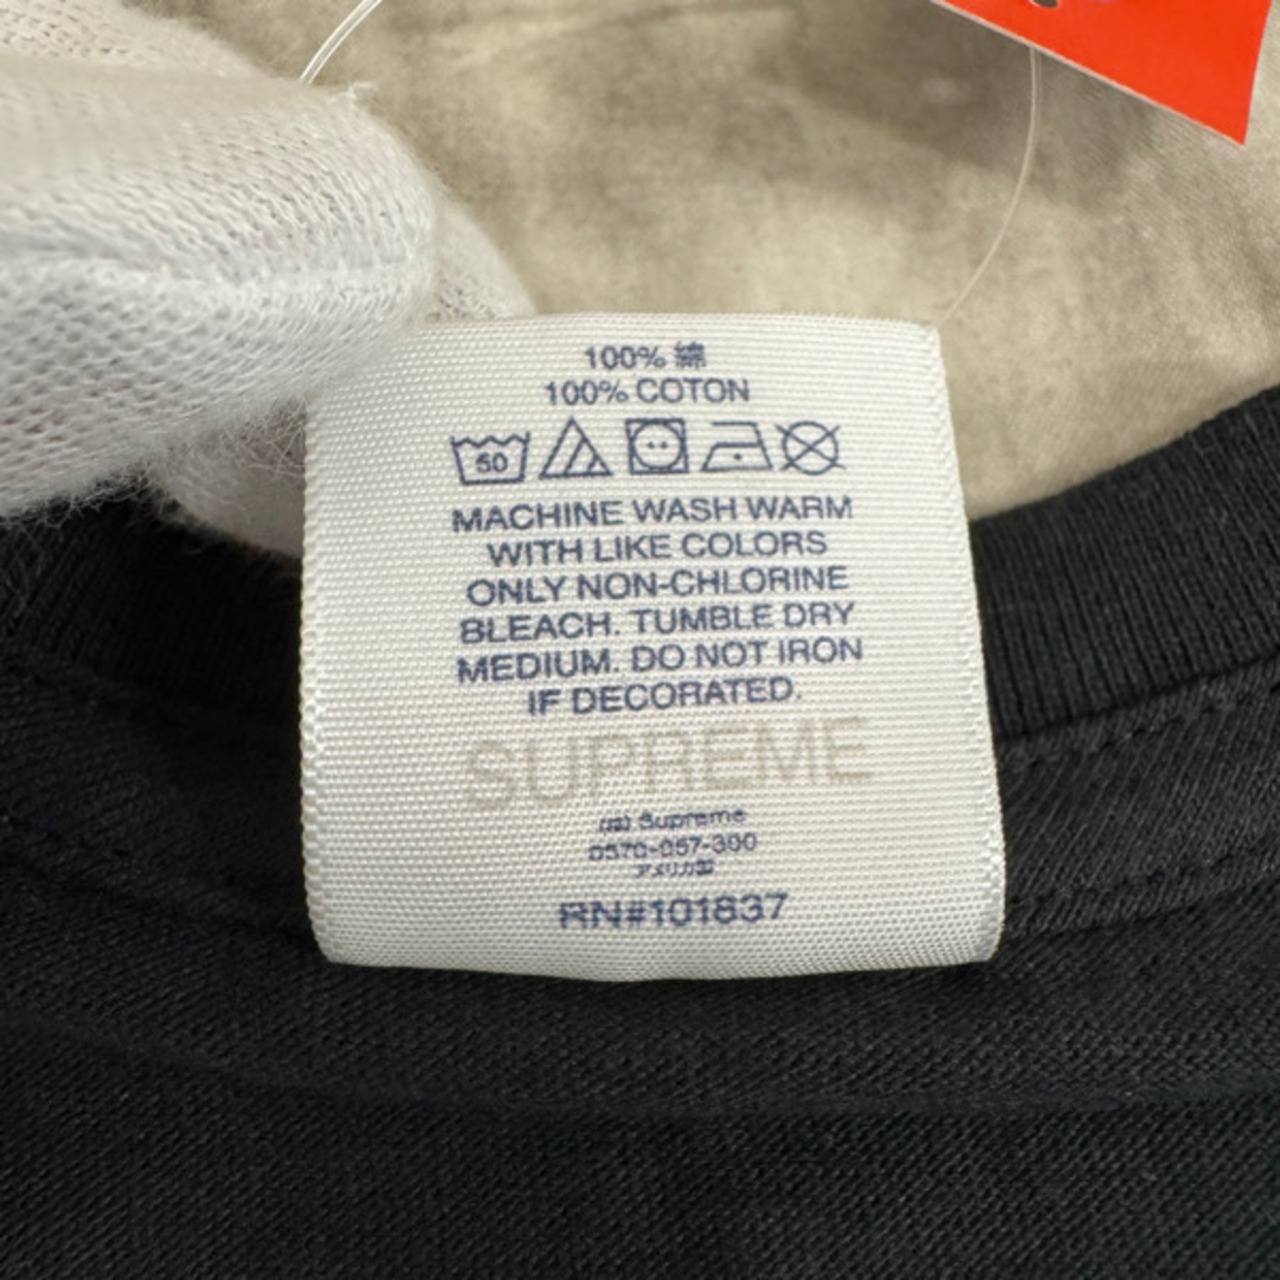 100% 綿
100% COTON
50
MACHINE WASH WARM
WITH LIKE COLORS
ONLY NON-CHLORINE
BLEACH. TUMBLE DRY
MEDIUM. DO NOT IRON
IF DECORATED.
SUPREME
(株) Supreme
0570-057-300
アメリカ製
RN#101837